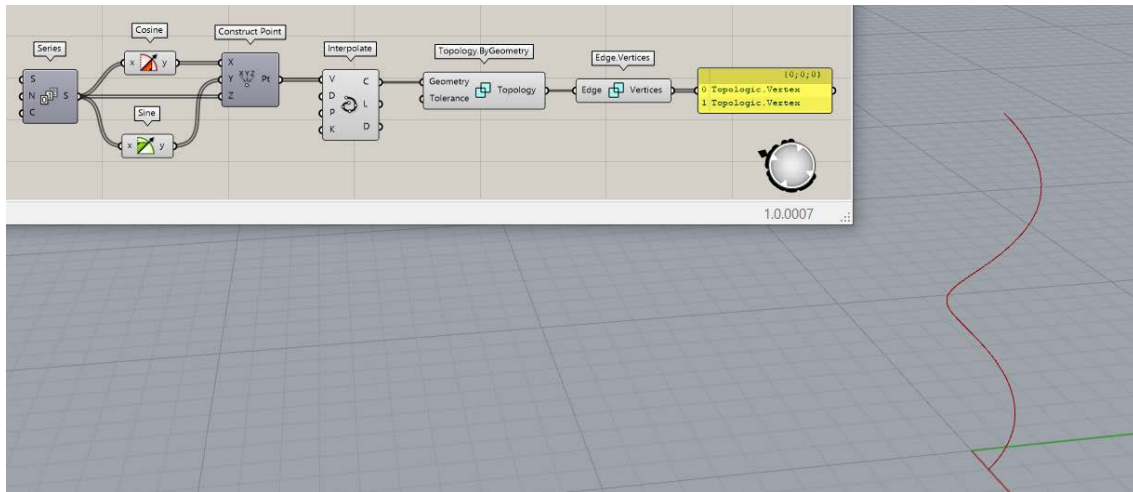 Series
S
N
C
S
Cosine
x y
Sine
x y
Construct Point
X
Y
Z
XYZ
Pt
Interpolate
V
D
P
K
C
L
D
Topology.ByGeometry
Geometry
Tolerance
Topology
Edge.Vertices
Edge Vertices
{0;0;0}
0 Topologic.Vertex
1 Topologic.Vertex
1.0.0007